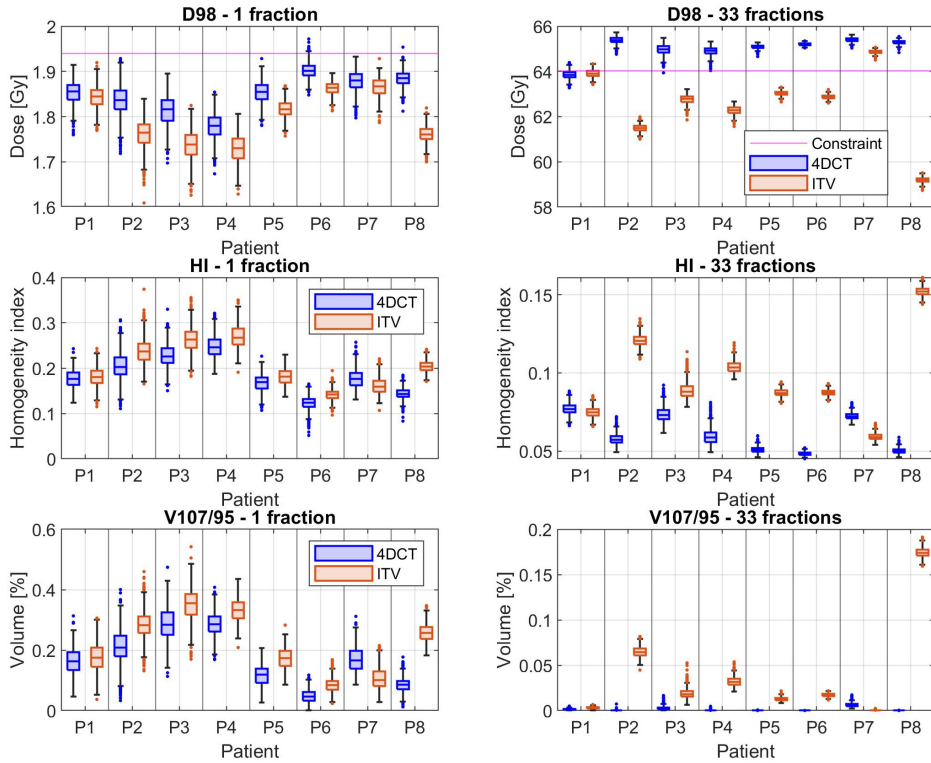 D98 - 1 fraction
2
1.9
1.8
1.7
1.6
Dose [Gy]
P1 P2 P3 P4 P5 P6 P7 P8
Patient
D98 - 33 fractions
66
64
62
60
58
Dose [Gy]
Constraint
4DCT
ITV
P1 P2 P3 P4 P5 P6 P7 P8
Patient
HI - 1 fraction
0.4
0.3
0.2
0.1
0
Homogeneity index
4DCT
ITV
P1 P2 P3 P4 P5 P6 P7 P8
Patient
HI - 33 fractions
0.15
0.1
0.05
Homogeneity index
P1 P2 P3 P4 P5 P6 P7 P8
Patient
V107/95 - 1 fraction
0.6
0.4
0.2
0
Volume [%]
4DCT
ITV
P1 P2 P3 P4 P5 P6 P7 P8
Patient
V107/95 - 33 fractions
0.2
0.15
0.1
0.05
0
Volume [%]
P1 P2 P3 P4 P5 P6 P7 P8
Patient